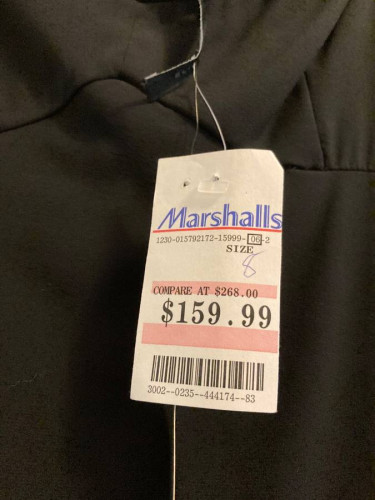 Marshalls
1230-015792172-15999-06-2
SIZE
8
COMPARE AT $268.00
$159.99
3002--0235--444174--83